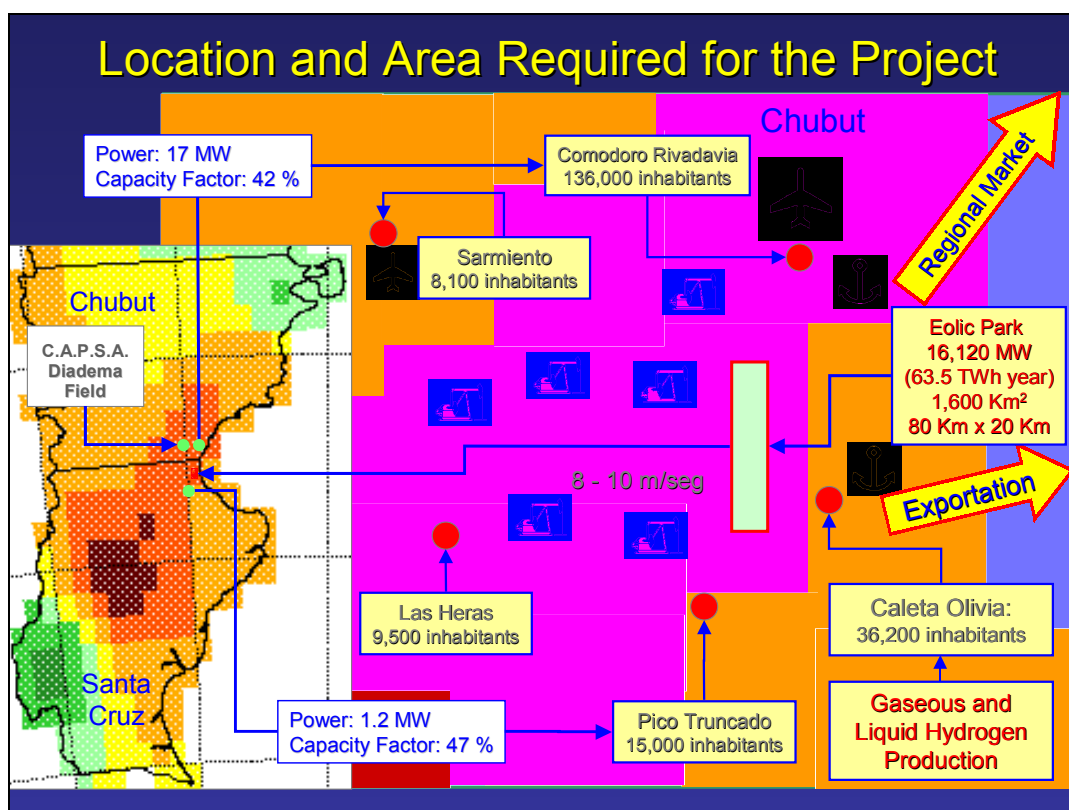 Location and Area Required for the Project
Chubut
Power: 17 MW
Capacity Factor: 42 %
Comodoro Rivadavia
136,000 inhabitants
Regional Market
Sarmiento
8,100 inhabitants
Chubut
C.A.P.S.A.
Diadema
Field
Eolic Park
16,120 MW
(63.5 TWh year)
1,600 Km²
80 Km x 20 Km
8 - 10 m/seg
Exportation
Las Heras
9,500 inhabitants
Caleta Olivia:
36,200 inhabitants
Santa
Cruz
Power: 1.2 MW
Capacity Factor: 47 %
Pico Truncado
15,000 inhabitants
Gaseous and
Liquid Hydrogen
Production